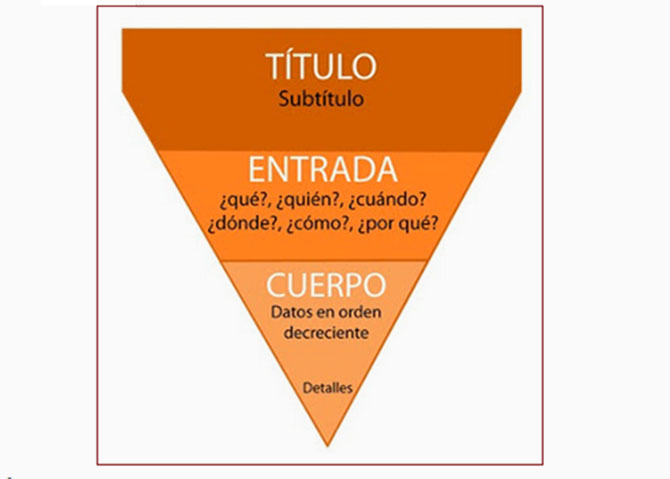 TÍTULO
Subtítulo
ENTRADA
¿qué?, ¿quién?, ¿cuándo?
¿dónde?, ¿cómo?, ¿por qué?
CUERPO
Datos en orden
decreciente
Detalles